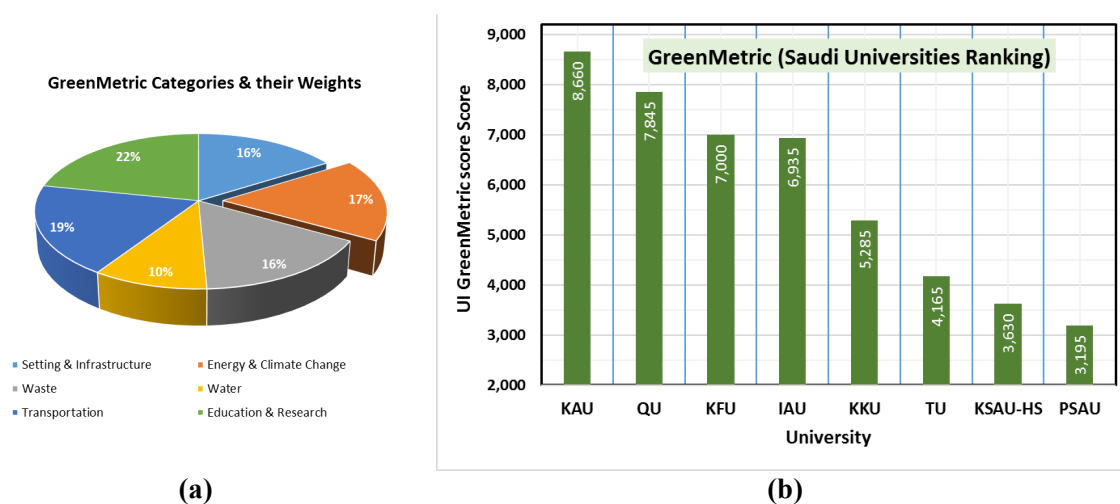 GreenMetric Categories & their Weights
22%
16%
17%
19%
10%
16%
Setting & Infrastructure
Energy & Climate Change
Waste
Water
Transportation
Education & Research
(a)
GreenMetric (Saudi Universities Ranking)
UI GreenMetric score Score
9,000
8,000
7,000
6,000
5,000
4,000
3,000
2,000
8,660
7,845
7,000
6,935
5,285
4,165
3,630
3,195
KAU
QU
KFU
IAU
KKU
TU
KSAU-HS
PSAU
University
(b)